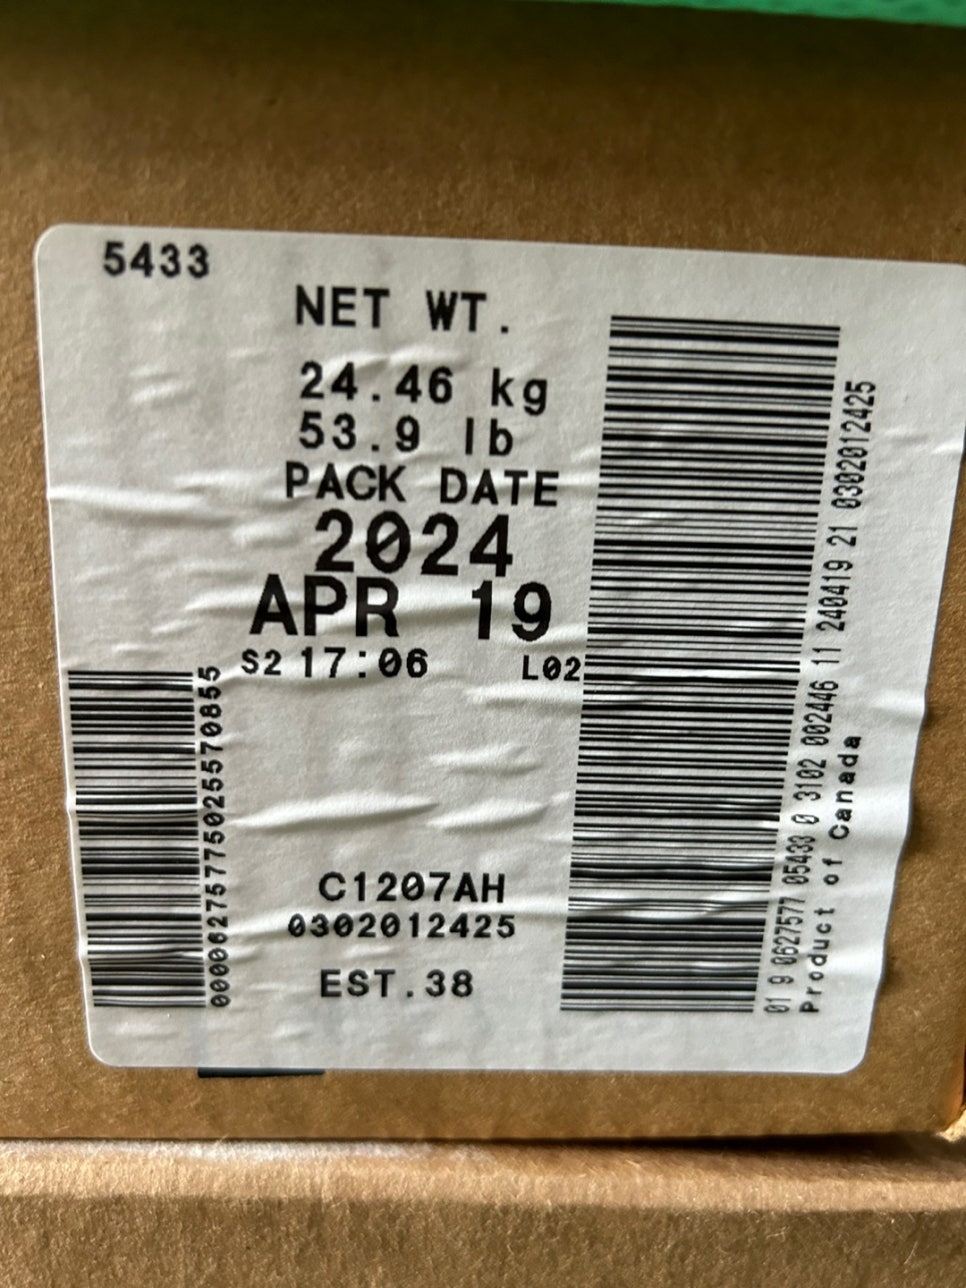 5433
NET WT.
24.46 kg
53.9 lb
PACK DATE
2024
APR 19
S2 17:06 L02
C1207AH
0302012425
EST.38
00006275775025570855
01 9 0627577 05433 0 3102 002446 11 240419 21 0302012425
Product of Canada